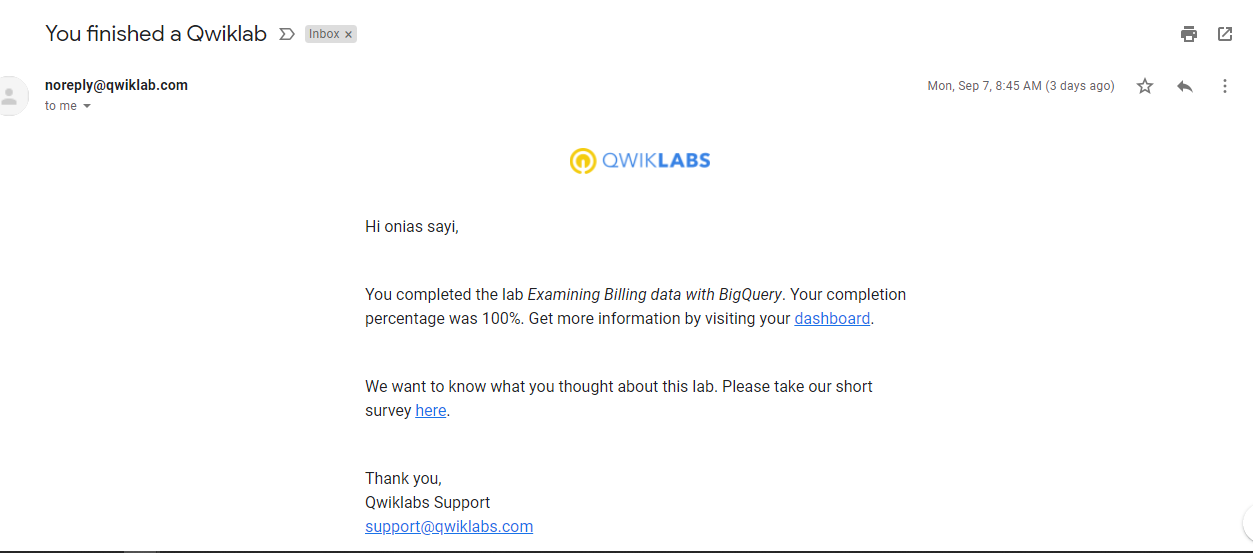 You finished a Qwiklab Inbox ×
noreply@qwiklab.com Mon, Sep 7, 8:45 AM (3 days ago)
to me
QWIKLABS
Hi onias sayi,
You completed the lab Examining Billing data with BigQuery. Your completion
percentage was 100%. Get more information by visiting your dashboard.
We want to know what you thought about this lab. Please take our short
survey here.
Thank you,
Qwiklabs Support
support@qwiklabs.com